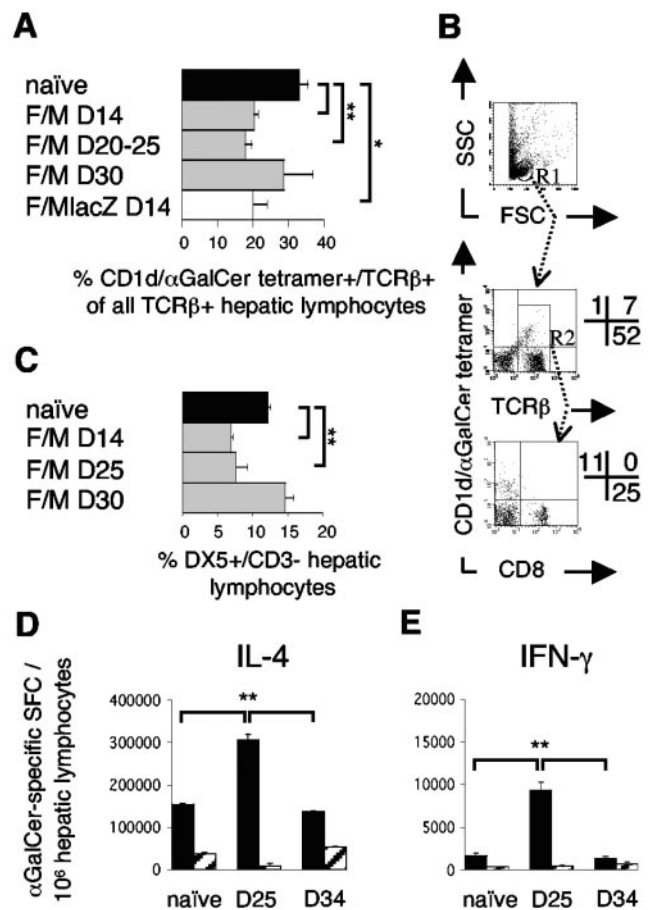 A
naïve
F/M D14
F/M D20-25
F/M D30
F/MlacZ D14
**
*
0 10 20 30 40
% CD1d/αGalCer tetramer+/TCRβ+
of all TCRβ+ hepatic lymphocytes
B
SSC
R1
FSC
CD1d/αGalCer tetramer
R2
1 7
52
TCRβ
11 0
25
CD8
C
naïve
F/M D14
F/M D25
F/M D30
**
0 5 10 15 20
% DX5+/CD3- hepatic
lymphocytes
D
IL-4
αGalCer-specific SFC /
10⁶ hepatic lymphocytes
400000
300000
200000
100000
0
**
naïve D25 D34
E
IFN-γ
20000
15000
10000
5000
0
**
naïve D25 D34